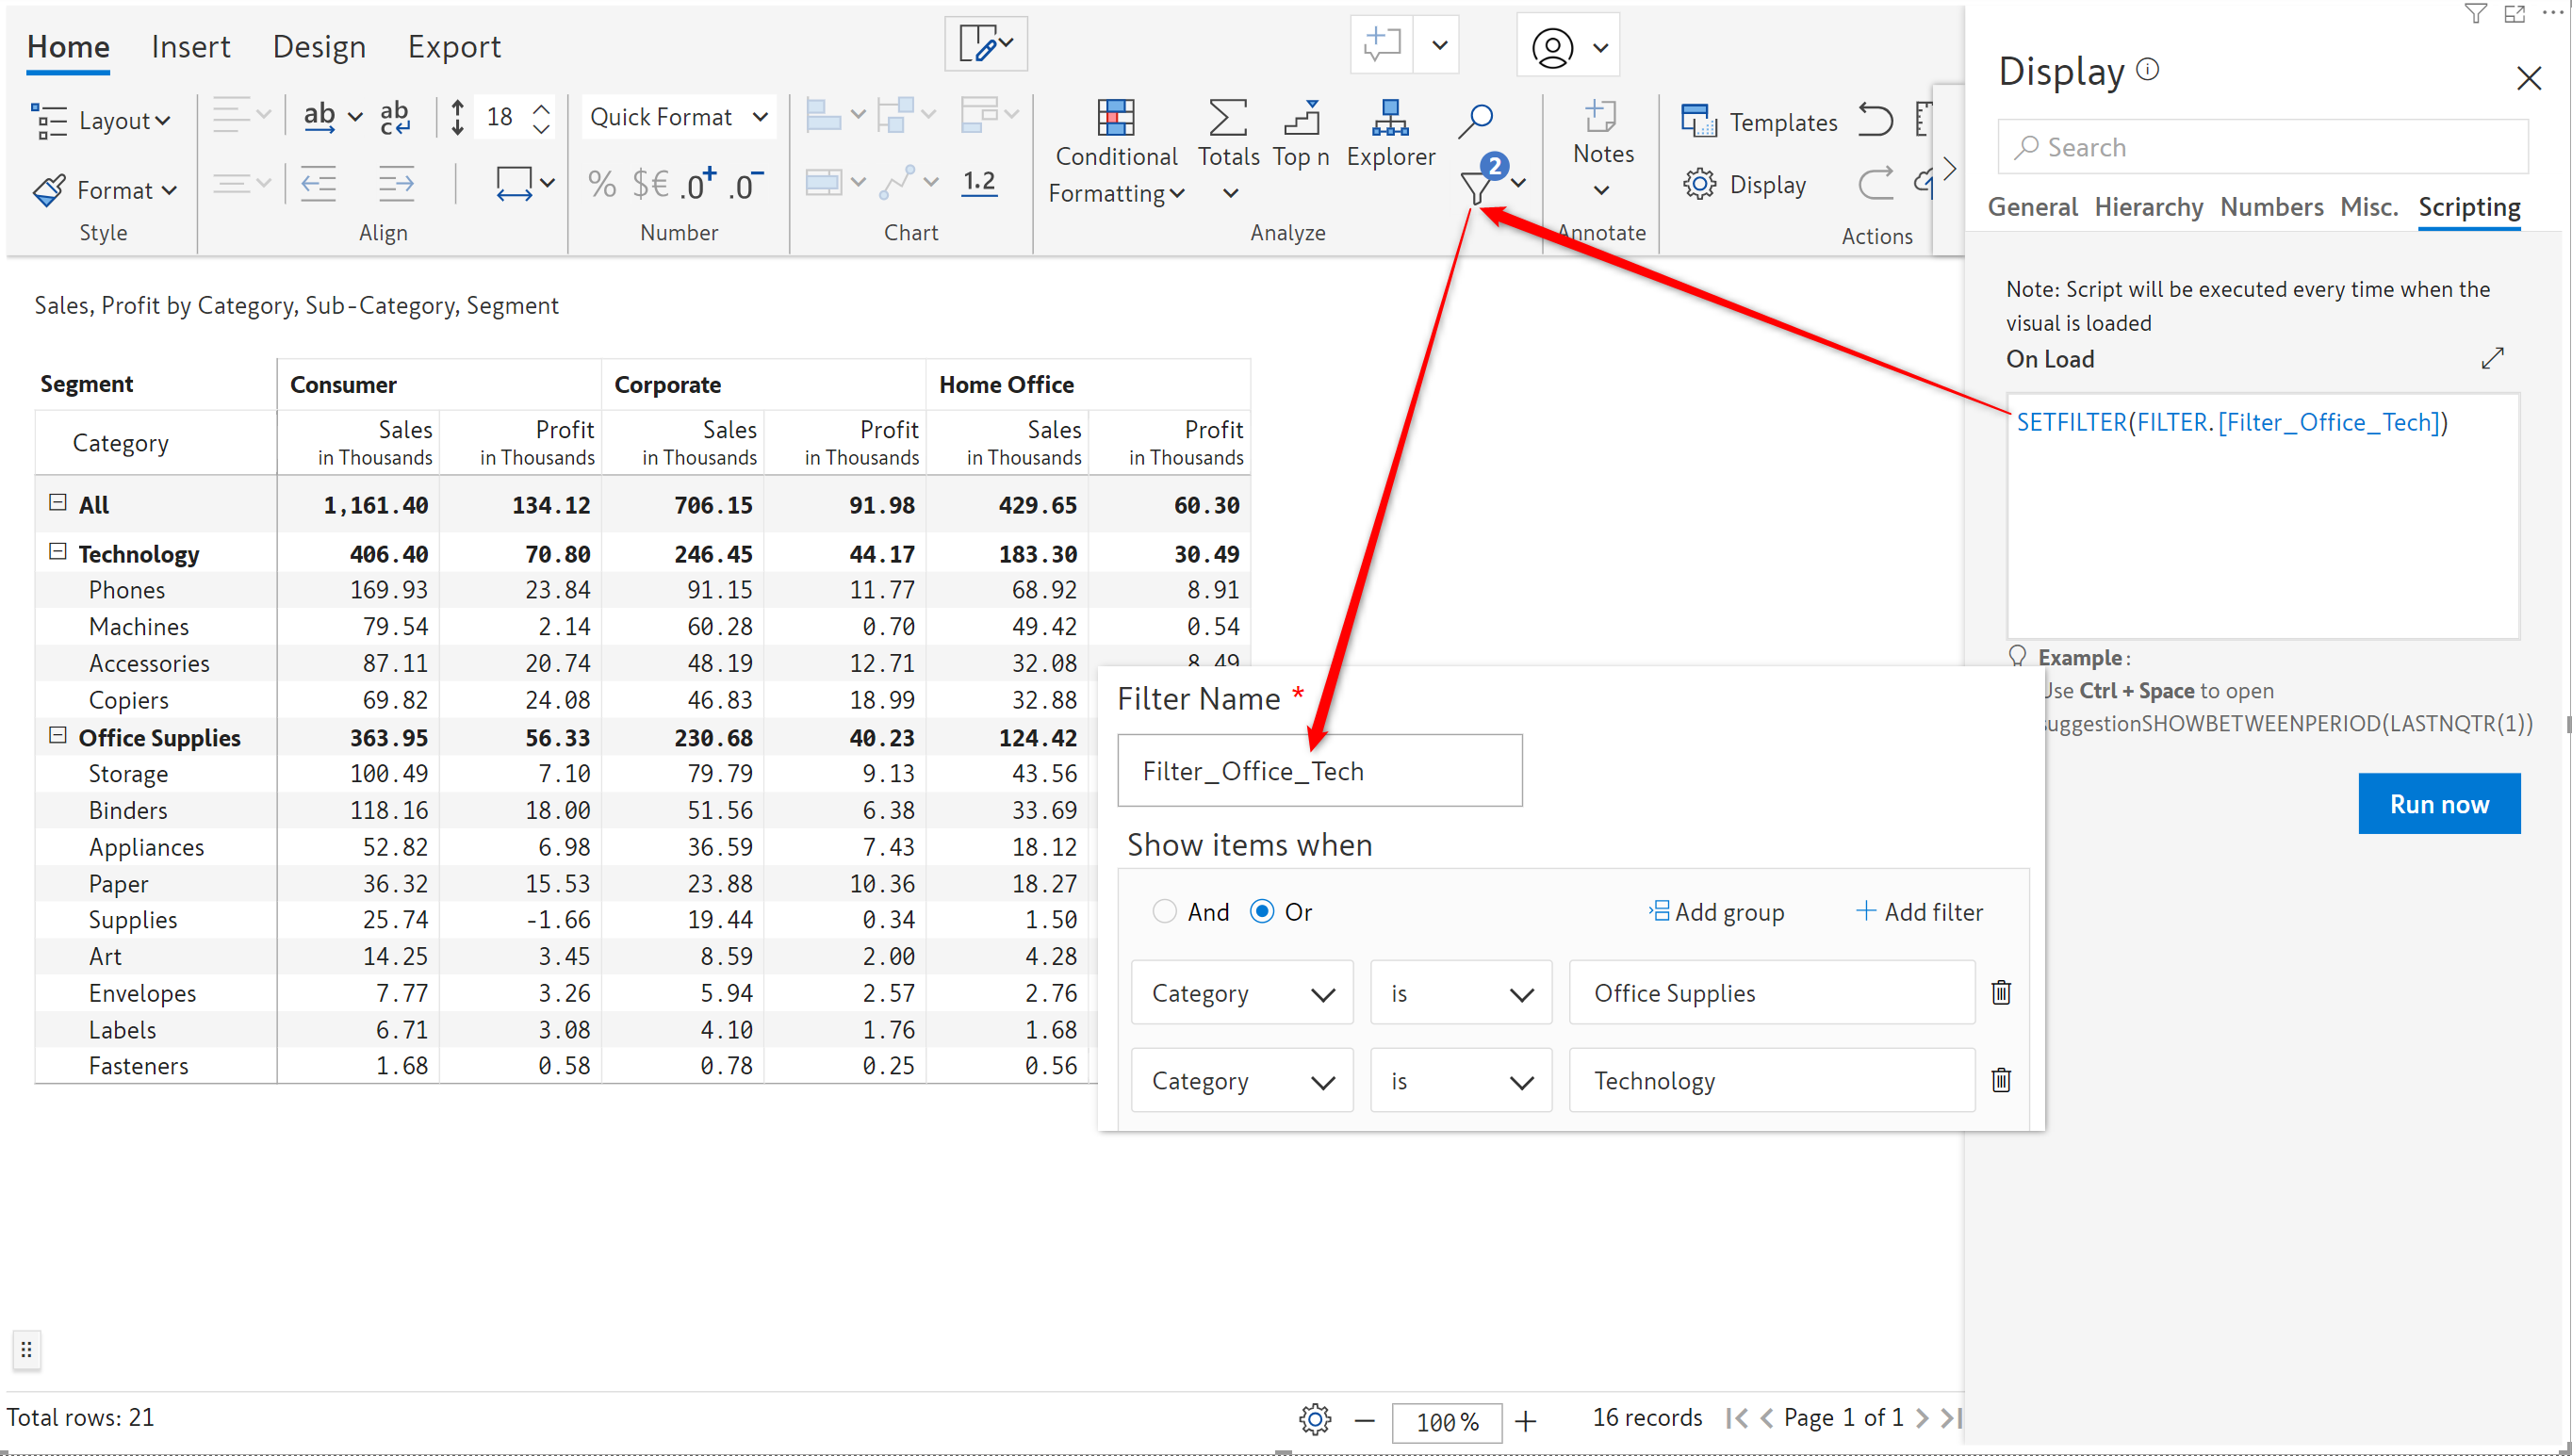 Home Insert Design Export
Layout ab ab c 18 Quick Format
Conditional Formatting Totals Top n Explorer 2 Notes Templates
Format % $€ .0+ .0- 1.2 Display
Style Align Number Chart Analyze Annotate Actions
Sales, Profit by Category, Sub-Category, Segment
Segment Consumer Corporate Home Office
Category Sales in Thousands Profit in Thousands Sales in Thousands Profit in Thousands Sales in Thousands Profit in Thousands
All 1,161.40 134.12 706.15 91.98 429.65 60.30
Technology 406.40 70.80 246.45 44.17 183.30 30.49
Phones 169.93 23.84 91.15 11.77 68.92 8.91
Machines 79.54 2.14 60.28 0.70 49.42 0.54
Accessories 87.11 20.74 48.19 12.71 32.08 8.49
Copiers 69.82 24.08 46.83 18.99 32.88
Office Supplies 363.95 56.33 230.68 40.23 124.42
Storage 100.49 7.10 79.79 9.13 43.56
Binders 118.16 18.00 51.56 6.38 33.69
Appliances 52.82 6.98 36.59 7.43 18.12
Paper 36.32 15.53 23.88 10.36 18.27
Supplies 25.74 -1.66 19.44 0.34 1.50
Art 14.25 3.45 8.59 2.00 4.28
Envelopes 7.77 3.26 5.94 2.57 2.76
Labels 6.71 3.08 4.10 1.76 1.68
Fasteners 1.68 0.58 0.78 0.25 0.56
Filter Name *
Filter_Office_Tech
Show items when
And Or Add group + Add filter
Category is Office Supplies
Category is Technology
Display
Search
General Hierarchy Numbers Misc. Scripting
Note: Script will be executed every time when the
visual is loaded
On Load
SETFILTER(FILTER.[Filter_Office_Tech])
Example:
Use Ctrl + Space to open
suggestionSHOWBETWEENPERIOD(LASTNQTR(1))
Run now
Total rows: 21 100% 16 records Page 1 of 1